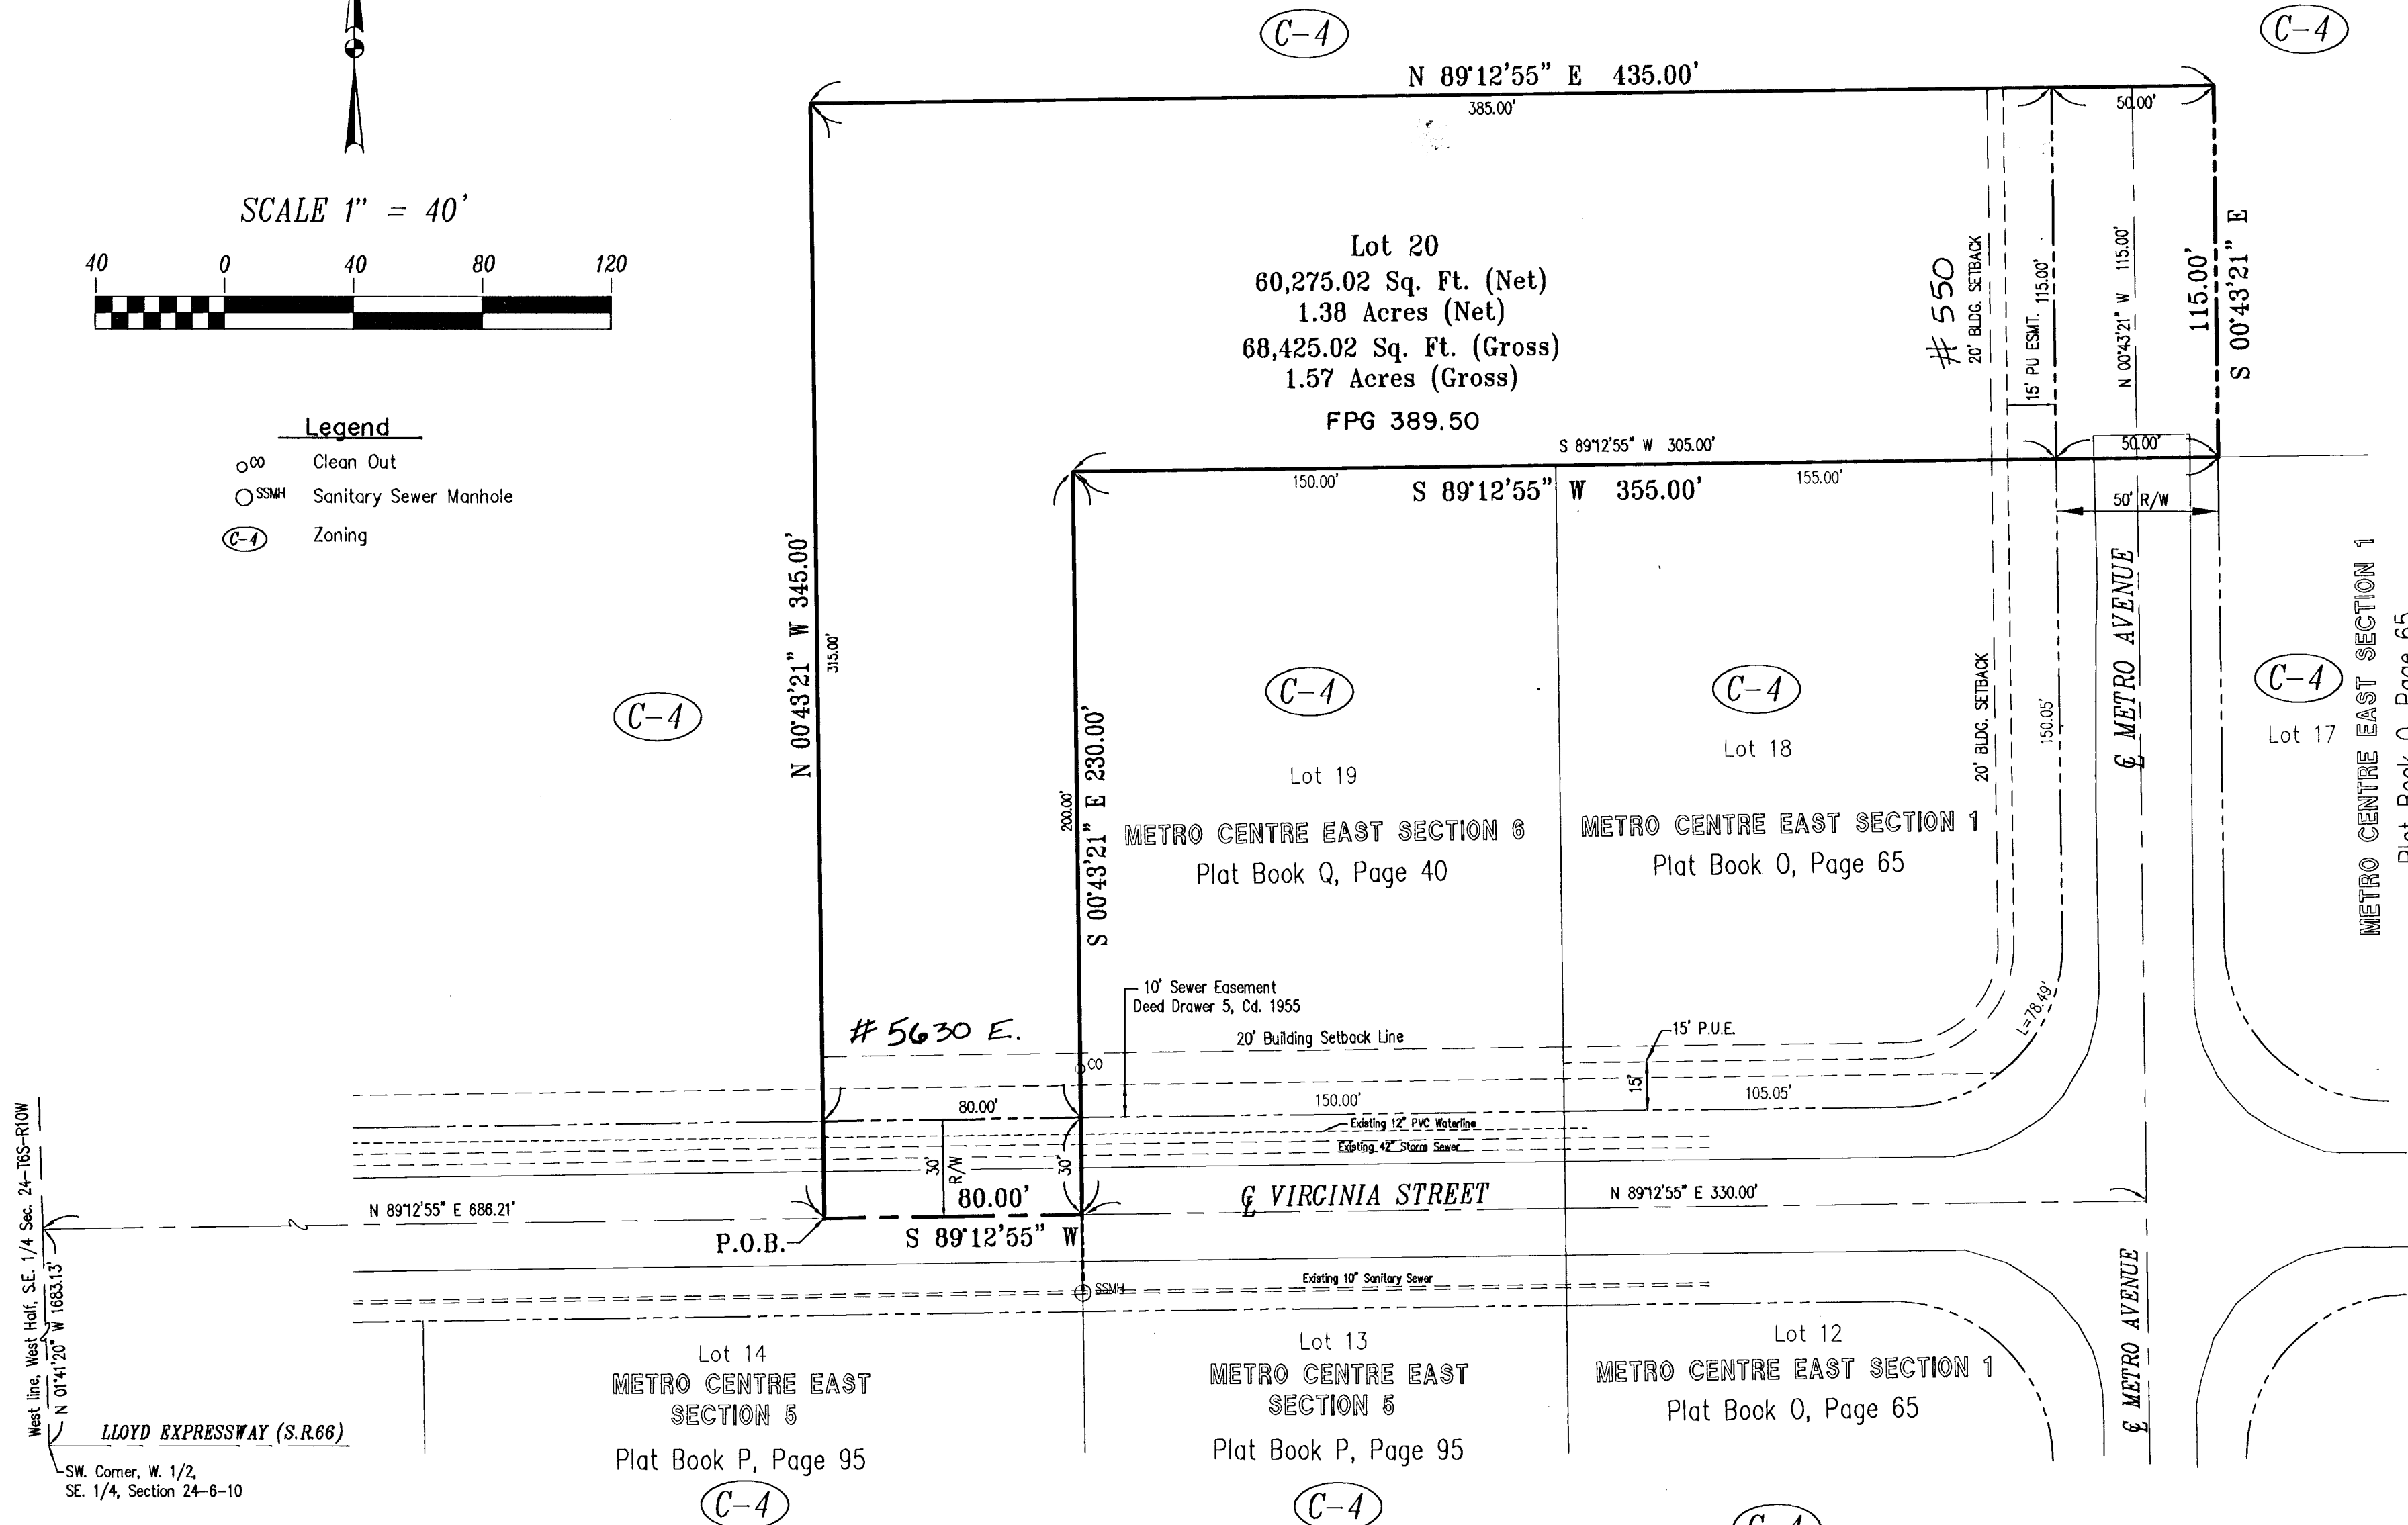 C-4
C-4
N 89°12'55" E 435.00'
385.00'
50.00'
SCALE 1" = 40'
40 0 40 80 120
Lot 20
60,275.02 Sq. Ft. (Net)
1.38 Acres (Net)
68,425.02 Sq. Ft. (Gross)
1.57 Acres (Gross)
FPG 389.50
# 550
20' BLDG. SETBACK
15' PU ESMT. 115.00'
N 00°43'21" W 115.00'
115.00'
S 00°43'21" E
Legend
CO Clean Out
SSMH Sanitary Sewer Manhole
C-4 Zoning
S 89°12'55" W 305.00'
50.00'
150.00'
155.00'
S 89°12'55" W 355.00'
50' R/W
N 00°43'21" W 345.00'
315.00'
C-4
C-4
C-4
C-4
Lot 19
METRO CENTRE EAST SECTION 6
Plat Book Q, Page 40
Lot 18
METRO CENTRE EAST SECTION 1
Plat Book O, Page 65
Lot 17
METRO CENTRE EAST SECTION 1
Plat Book O, Page 65
20' BLDG. SETBACK
150.05'
℄ METRO AVENUE
200.00'
S 00°43'21" E 230.00'
10' Sewer Easement
Deed Drawer 5, Cd. 1955
# 5630 E.
20' Building Setback Line
15' P.U.E.
L=78.49'
CO
15'
80.00'
150.00'
105.05'
Existing 12" PVC Waterline
Existing 42" Storm Sewer
30'
R/W
30'
80.00'
℄ VIRGINIA STREET
N 89°12'55" E 330.00'
N 89°12'55" E 686.21'
P.O.B.
S 89°12'55" W
Existing 10" Sanitary Sewer
SSMH
West line, West Half, S.E. 1/4 Sec. 24-T6S-R10W
N 01°41'20" W 1683.13'
LLOYD EXPRESSWAY (S.R.66)
SW. Corner, W. 1/2,
SE. 1/4, Section 24-6-10
Lot 14
METRO CENTRE EAST
SECTION 5
Plat Book P, Page 95
C-4
Lot 13
METRO CENTRE EAST
SECTION 5
Plat Book P, Page 95
C-4
Lot 12
METRO CENTRE EAST SECTION 1
Plat Book O, Page 65
C-4
℄ METRO AVENUE